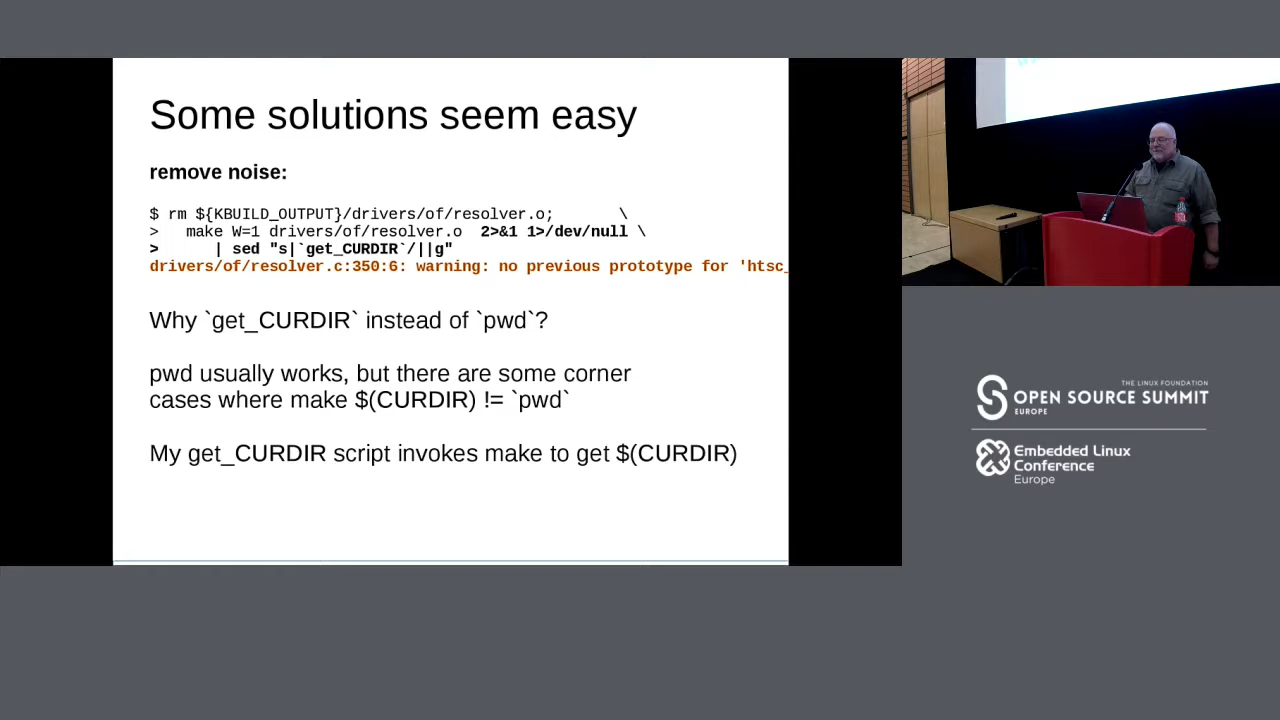 Some solutions seem easy
remove noise:
$ rm ${KBUILD_OUTPUT}/drivers/of/resolver.o; \
> make W=1 drivers/of/resolver.o 2>&1 1>/dev/null \
> | sed "s|`get_CURDIR`/||g"
drivers/of/resolver.c:350:6: warning: no previous prototype for 'htsc_
Why `get_CURDIR` instead of `pwd`?
pwd usually works, but there are some corner
cases where make $(CURDIR) != `pwd`
My get_CURDIR script invokes make to get $(CURDIR)
THE LINUX FOUNDATION
OPEN SOURCE SUMMIT
EUROPE
Embedded Linux
Conference
Europe